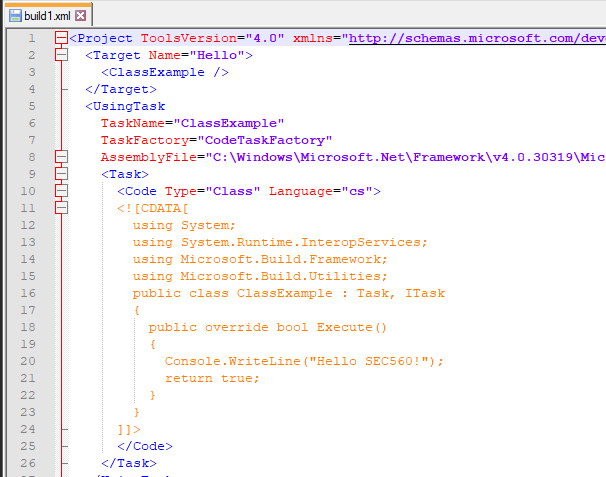 build1.xml
1 <Project ToolsVersion="4.0" xmlns="http://schemas.microsoft.com/dev
2 <Target Name="Hello">
3 <ClassExample />
4 </Target>
5 <UsingTask
6 TaskName="ClassExample"
7 TaskFactory="CodeTaskFactory"
8 AssemblyFile="C:\Windows\Microsoft.Net\Framework\v4.0.30319\Mic
9 <Task>
10 <Code Type="Class" Language="cs">
11 <![CDATA[
12 using System;
13 using System.Runtime.InteropServices;
14 using Microsoft.Build.Framework;
15 using Microsoft.Build.Utilities;
16 public class ClassExample : Task, ITask
17 {
18 public override bool Execute()
19 {
20 Console.WriteLine("Hello SEC560!");
21 return true;
22 }
23 }
24 ]]>
25 </Code>
26 </Task>